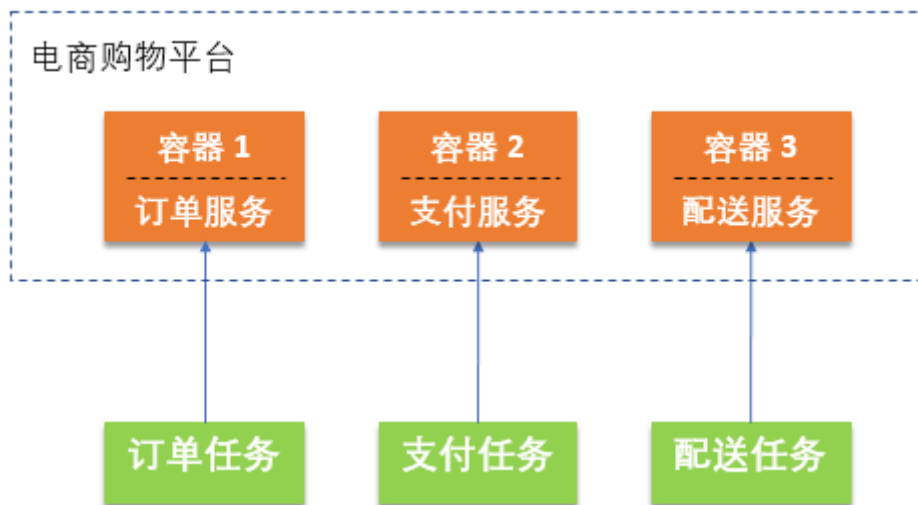 电商购物平台
容器 1
容器 2
容器 3
订单服务
支付服务
配送服务
订单任务
支付任务
配送任务